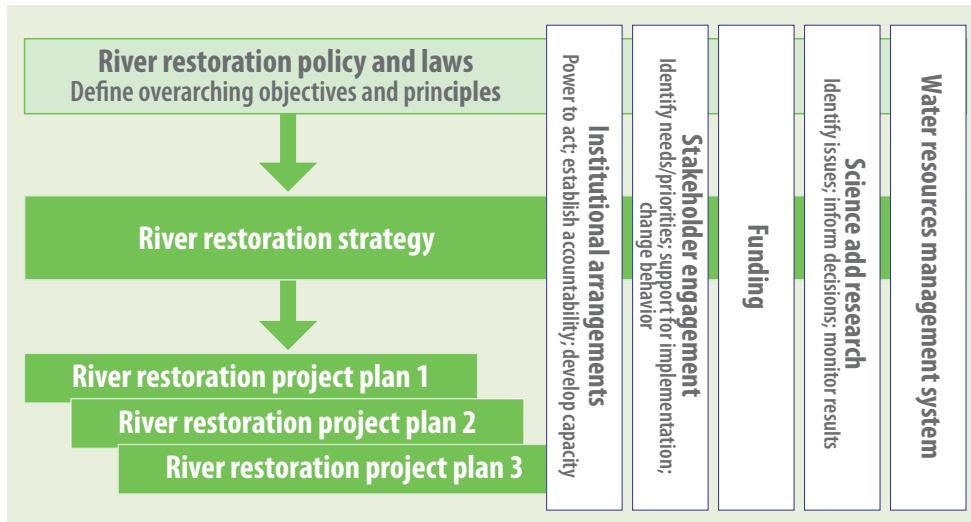 River restoration policy and laws
Define overarching objectives and principles
River restoration strategy
River restoration project plan 1
River restoration project plan 2
River restoration project plan 3
Institutional arrangements
Power to act; establish accountability; develop capacity
Stakeholder engagement
Identify needs/priorities; support for implementation;
change behavior
Funding
Science add research
Identify issues; inform decisions; monitor results
Water resources management system